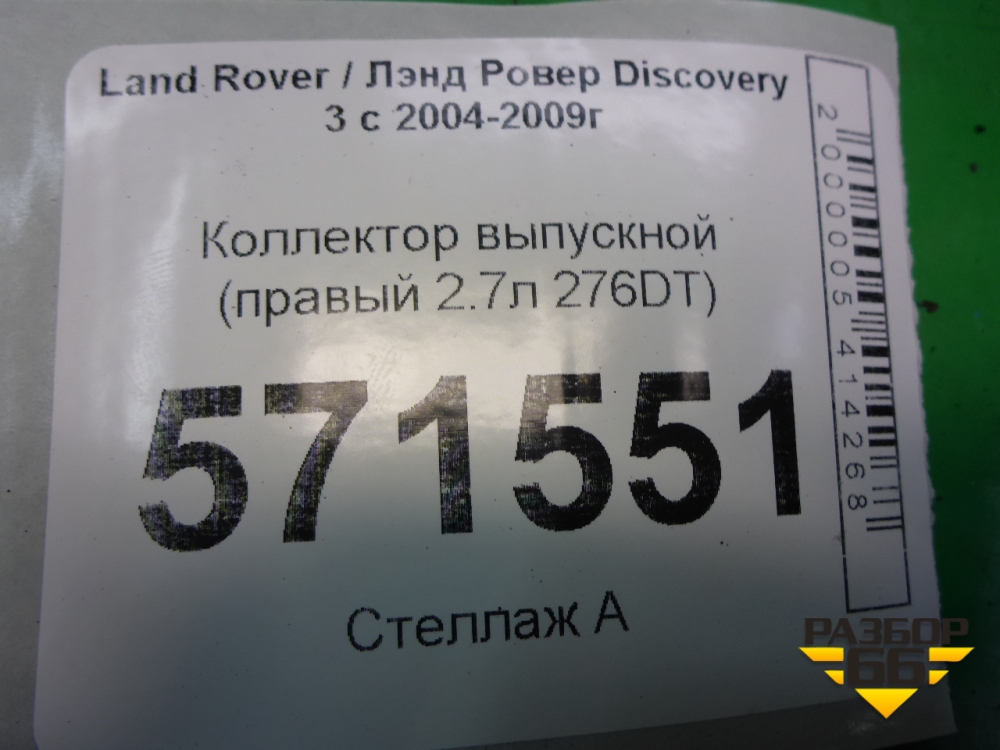 Land Rover / Лэнд Ровер Discovery
3 с 2004-2009г
Коллектор выпускной
(правый 2.7л 276DT)
571551
Стеллаж А
2000005414268
РАЗБОР
66